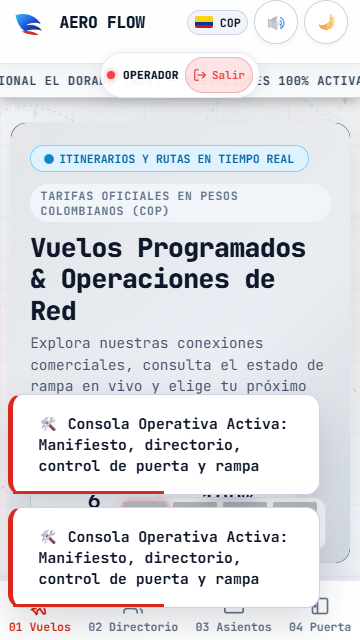 AERO FLOW
COP
OPERADOR
Salir
IONAL EL DORA
ES 100% ACTIVA
ITINERARIOS Y RUTAS EN TIEMPO REAL
TARIFAS OFICIALES EN PESOS
COLOMBIANOS (COP)
Vuelos Programados
& Operaciones de
Red
Explora nuestras conexiones
comerciales, consulta el estado de
rampa en vivo y elige tu próximo
Consola Operativa Activa:
Manifiesto, directorio,
control de puerta y rampa
6
Consola Operativa Activa:
Manifiesto, directorio,
control de puerta y rampa
01 Vuelos
02 Directorio
03 Asientos
04 Puerta